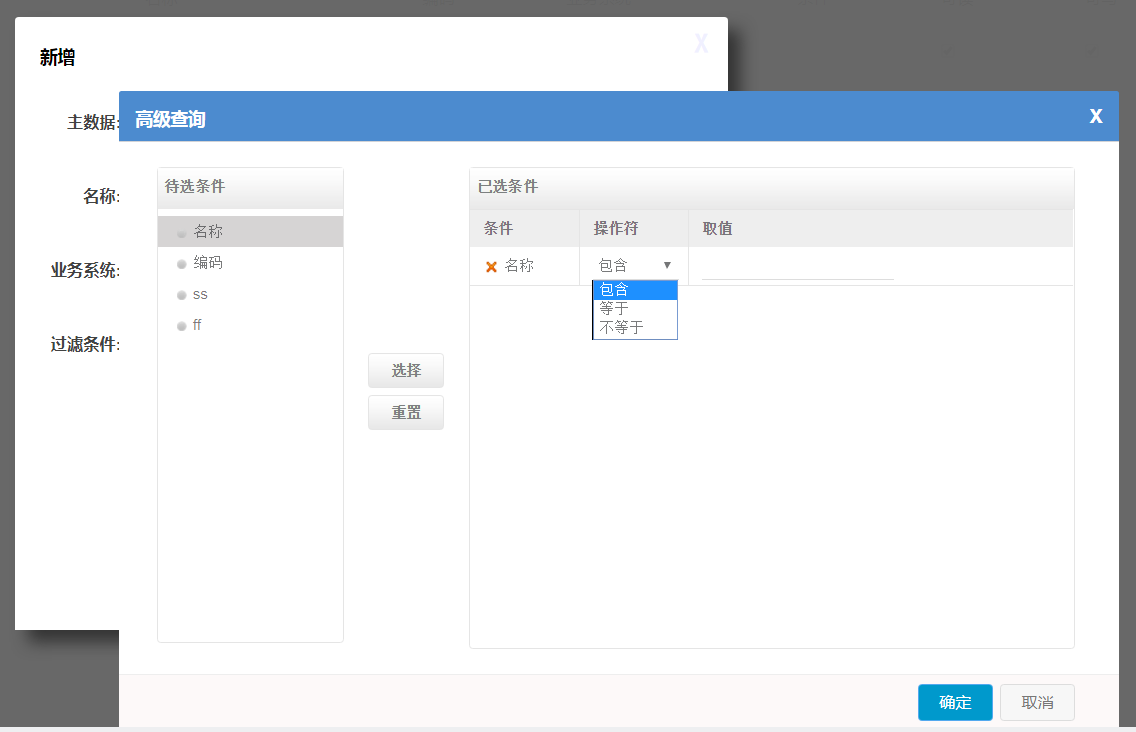 新增
X
主数据:
高级查询
X
名称:
业务系统:
过滤条件:
待选条件
名称
编码
ss
ff
选择
重置
已选条件
条件 操作符 取值
名称 包含 ▼
包含
等于
不等于
确定 取消